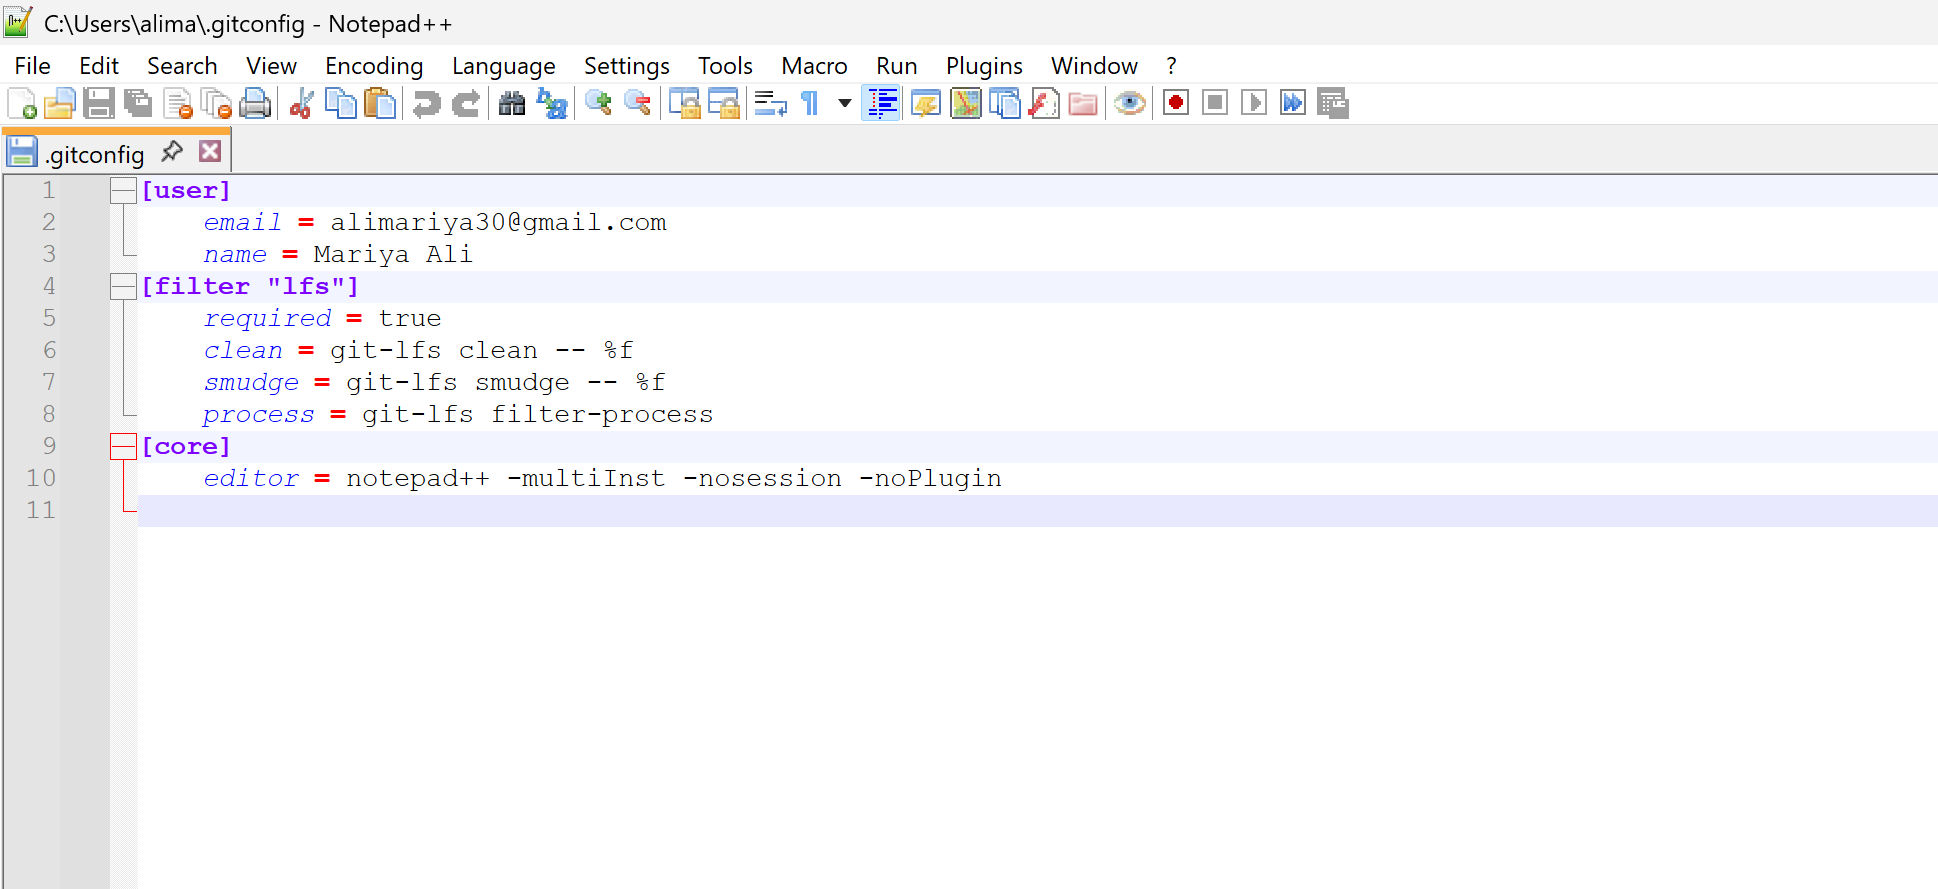 C:\Users\alima\.gitconfig - Notepad++
File Edit Search View Encoding Language Settings Tools Macro Run Plugins Window ?
.gitconfig
1 [user]
2 email = alimariya30@gmail.com
3 name = Mariya Ali
4 [filter "lfs"]
5 required = true
6 clean = git-lfs clean -- %f
7 smudge = git-lfs smudge -- %f
8 process = git-lfs filter-process
9 [core]
10 editor = notepad++ -multiInst -nosession -noPlugin
11